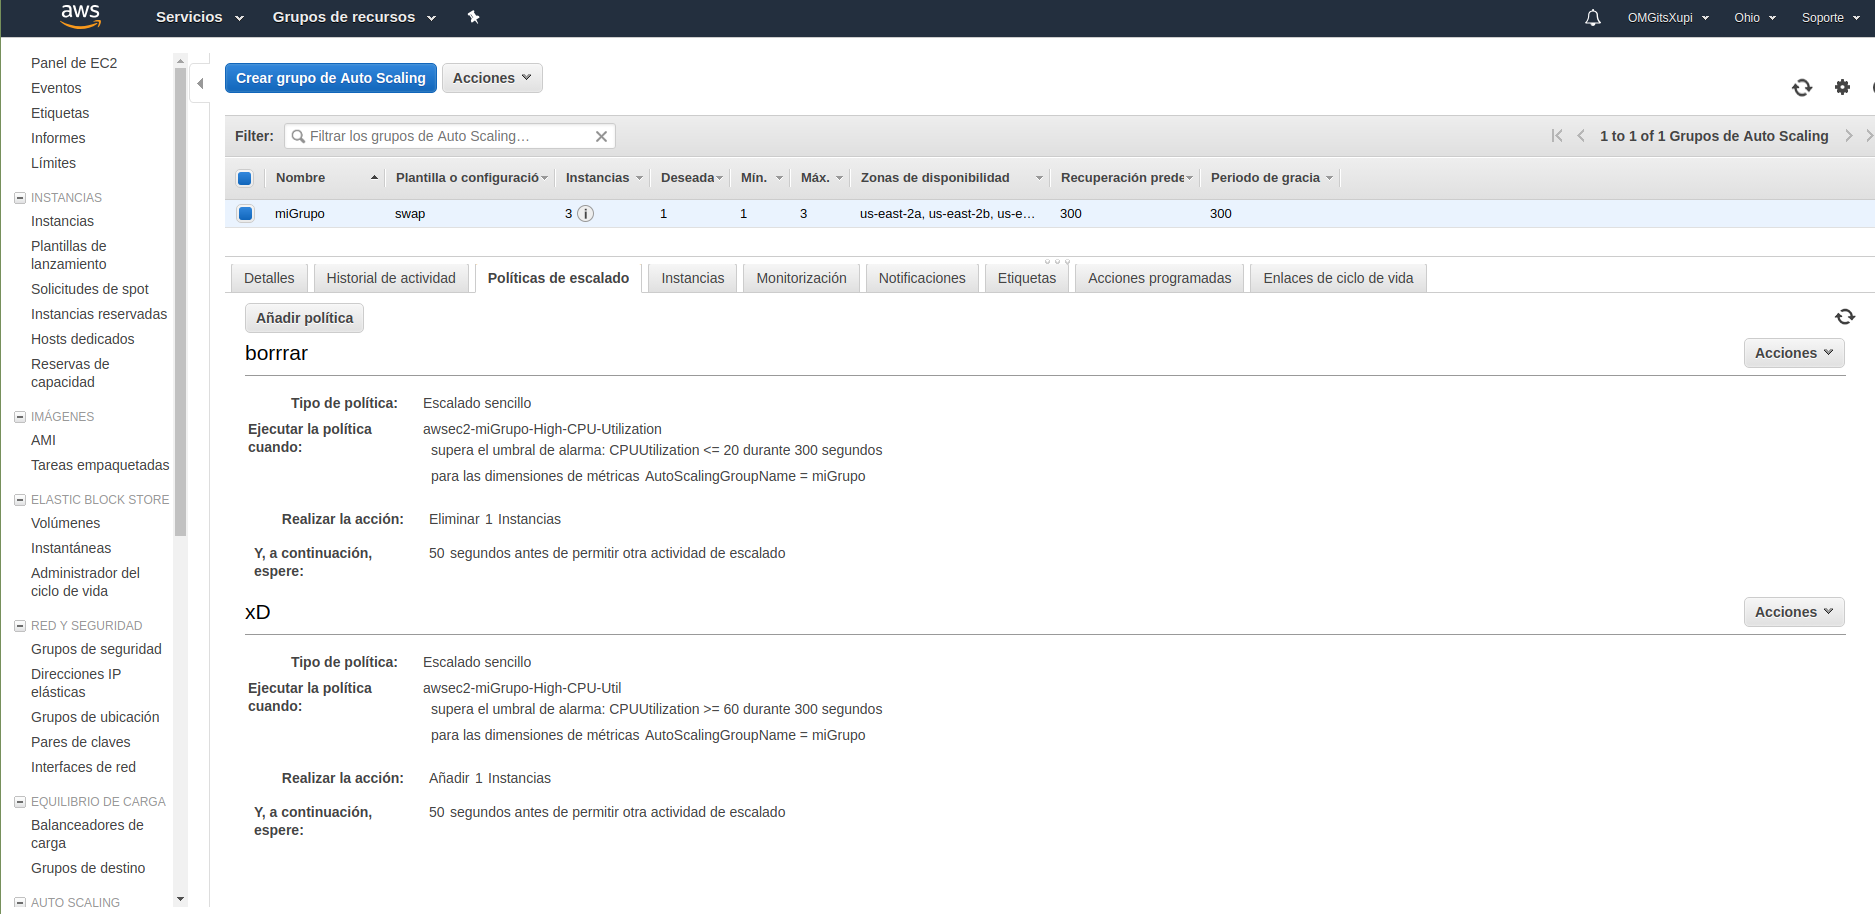 aws Servicios Grupos de recursos OMGitsXupi Ohio Soporte
Panel de EC2
Eventos
Etiquetas
Informes
Límites
INSTANCIAS
Instancias
Plantillas de
lanzamiento
Solicitudes de spot
Instancias reservadas
Hosts dedicados
Reservas de
capacidad
IMÁGENES
AMI
Tareas empaquetadas
ELASTIC BLOCK STORE
Volúmenes
Instantáneas
Administrador del
ciclo de vida
RED Y SEGURIDAD
Grupos de seguridad
Direcciones IP
elásticas
Grupos de ubicación
Pares de claves
Interfaces de red
EQUILIBRIO DE CARGA
Balanceadores de
carga
Grupos de destino
AUTO SCALING
Crear grupo de Auto Scaling Acciones
Filter: Filtrar los grupos de Auto Scaling… 1 to 1 of 1 Grupos de Auto Scaling
Nombre Plantilla o configuració Instancias Deseada Mín. Máx. Zonas de disponibilidad Recuperación prede Periodo de gracia
miGrupo swap 3 i 1 1 3 us-east-2a, us-east-2b, us-e… 300 300
Detalles Historial de actividad Políticas de escalado Instancias Monitorización Notificaciones Etiquetas Acciones programadas Enlaces de ciclo de vida
Añadir política
borrrar Acciones
Tipo de política: Escalado sencillo
Ejecutar la política awsec2-miGrupo-High-CPU-Utilization
cuando: supera el umbral de alarma: CPUUtilization <= 20 durante 300 segundos
para las dimensiones de métricas AutoScalingGroupName = miGrupo
Realizar la acción: Eliminar 1 Instancias
Y, a continuación, 50 segundos antes de permitir otra actividad de escalado
espere:
xD Acciones
Tipo de política: Escalado sencillo
Ejecutar la política awsec2-miGrupo-High-CPU-Util
cuando: supera el umbral de alarma: CPUUtilization >= 60 durante 300 segundos
para las dimensiones de métricas AutoScalingGroupName = miGrupo
Realizar la acción: Añadir 1 Instancias
Y, a continuación, 50 segundos antes de permitir otra actividad de escalado
espere: